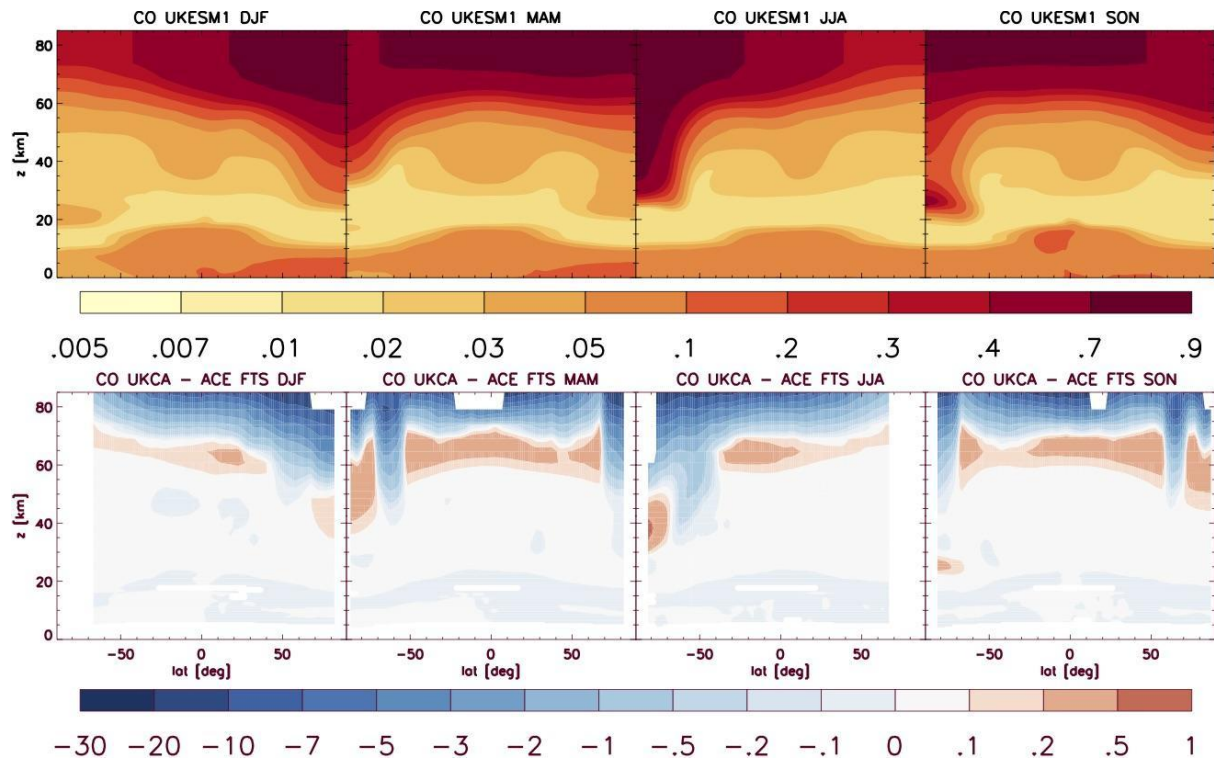 CO UKESM1 DJF CO UKESM1 MAM CO UKESM1 JJA CO UKESM1 SON
80
60
z [km]
40
20
0
.005 .007 .01 .02 .03 .05 .1 .2 .3 .4 .7 .9
CO UKCA - ACE FTS DJF CO UKCA - ACE FTS MAM CO UKCA - ACE FTS JJA CO UKCA - ACE FTS SON
80
60
z [km]
40
20
0
-50 0 50 -50 0 50 -50 0 50 -50 0 50
lat [deg] lat [deg] lat [deg] lat [deg]
-30 -20 -10 -7 -5 -3 -2 -1 -.5 -.2 -.1 0 .1 .2 .5 1